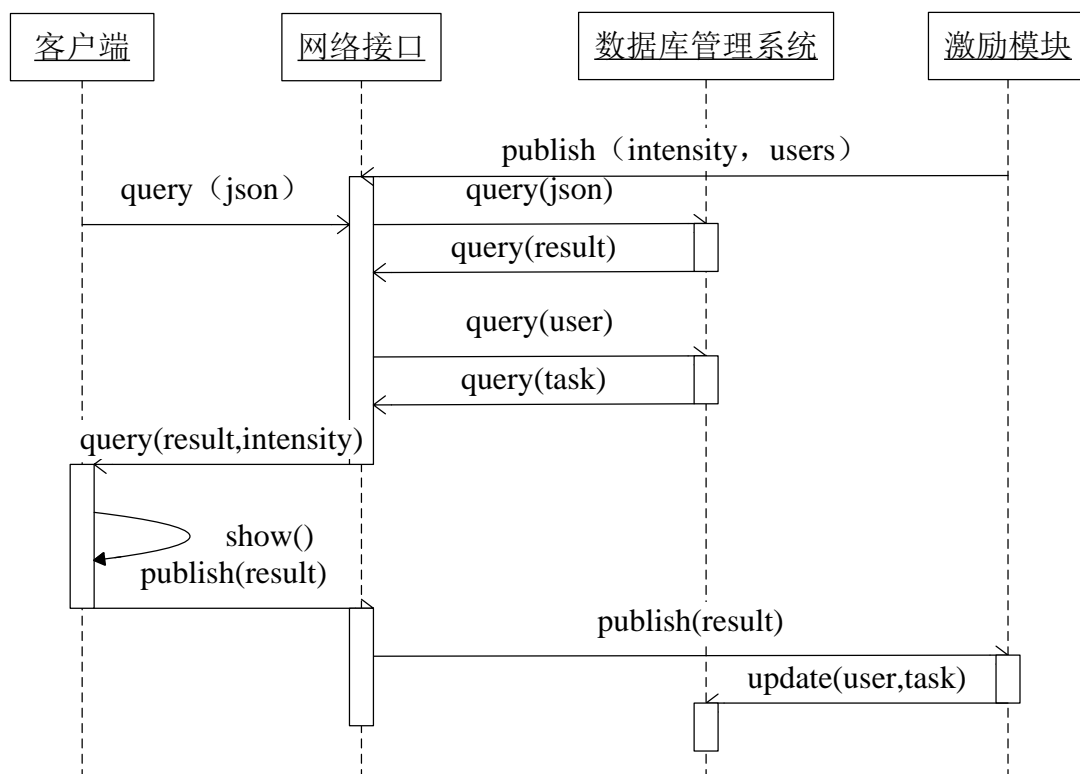 客户端
网络接口
数据库管理系统
激励模块
publish（intensity，users）
query（json）
query(json)
query(result)
query(user)
query(task)
query(result,intensity)
show()
publish(result)
publish(result)
update(user,task)